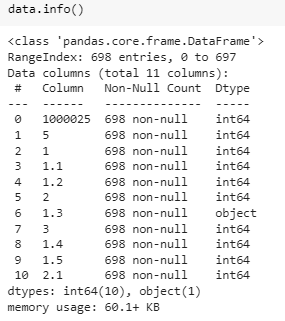 data.info()
<class 'pandas.core.frame.DataFrame'>
RangeIndex: 698 entries, 0 to 697
Data columns (total 11 columns):
 #   Column   Non-Null Count  Dtype
---  ------   --------------  -----
 0   1000025  698 non-null    int64
 1   5        698 non-null    int64
 2   1        698 non-null    int64
 3   1.1      698 non-null    int64
 4   1.2      698 non-null    int64
 5   2        698 non-null    int64
 6   1.3      698 non-null    object
 7   3        698 non-null    int64
 8   1.4      698 non-null    int64
 9   1.5      698 non-null    int64
 10  2.1      698 non-null    int64
dtypes: int64(10), object(1)
memory usage: 60.1+ KB